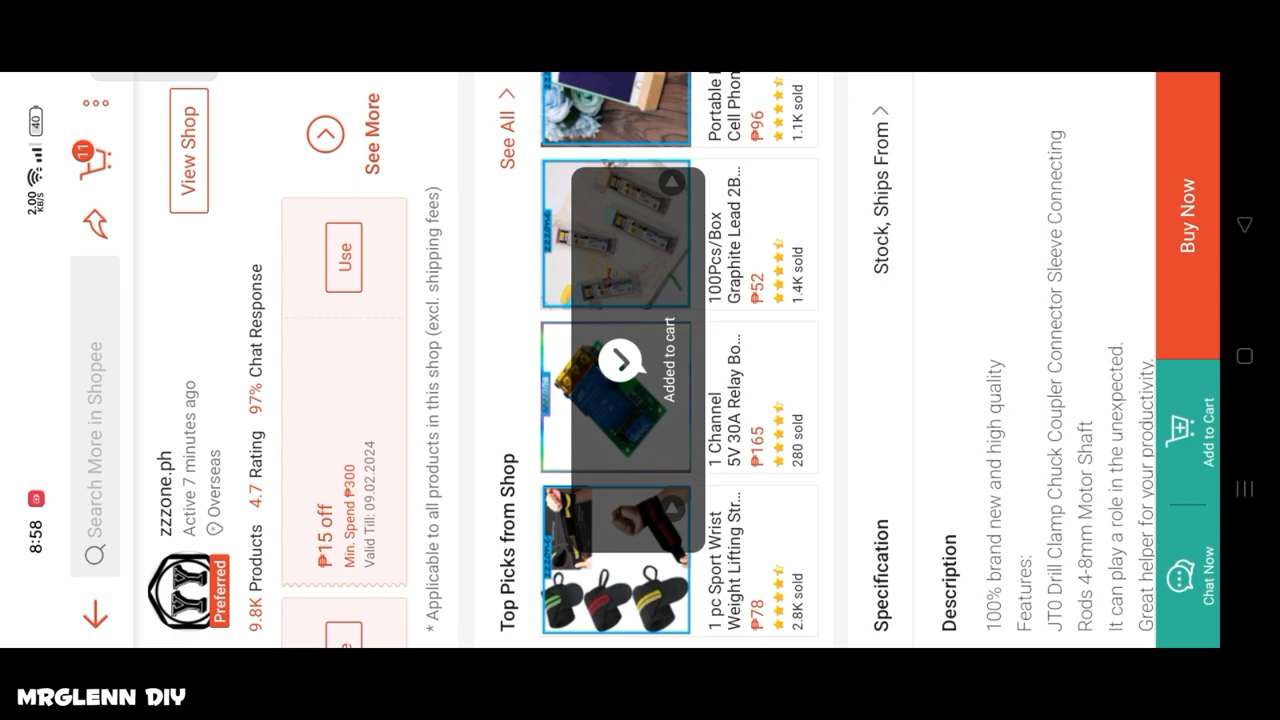 8:58
2.00
KB/S
40
Search More in Shopee
11
YY
Preferred
zzzone.ph
Active 7 minutes ago
Overseas
View Shop
9.8K Products 4.7 Rating 97% Chat Response
₱15 off
Min. Spend ₱300
Valid Till: 09.02.2024
Use
See More
* Applicable to all products in this shop (excl. shipping fees)
Top Picks from Shop
See All >
1 pc Sport Wrist
Weight Lifting Str...
₱78
2.8K sold
1 Channel
5V 30A Relay Bo...
₱165
280 sold
100Pcs/Box
Graphite Lead 2B...
₱52
1.4K sold
Portable
Cell Phon
₱96
1.1K sold
Added to cart
Specification
Stock, Ships From >
Description
100% brand new and high quality
Features:
JT0 Drill Clamp Chuck Coupler Connector Sleeve Connecting
Rods 4-8mm Motor Shaft
It can play a role in the unexpected.
Great helper for your productivity.
Chat Now
Add to Cart
Buy Now
MRGLENN DIY